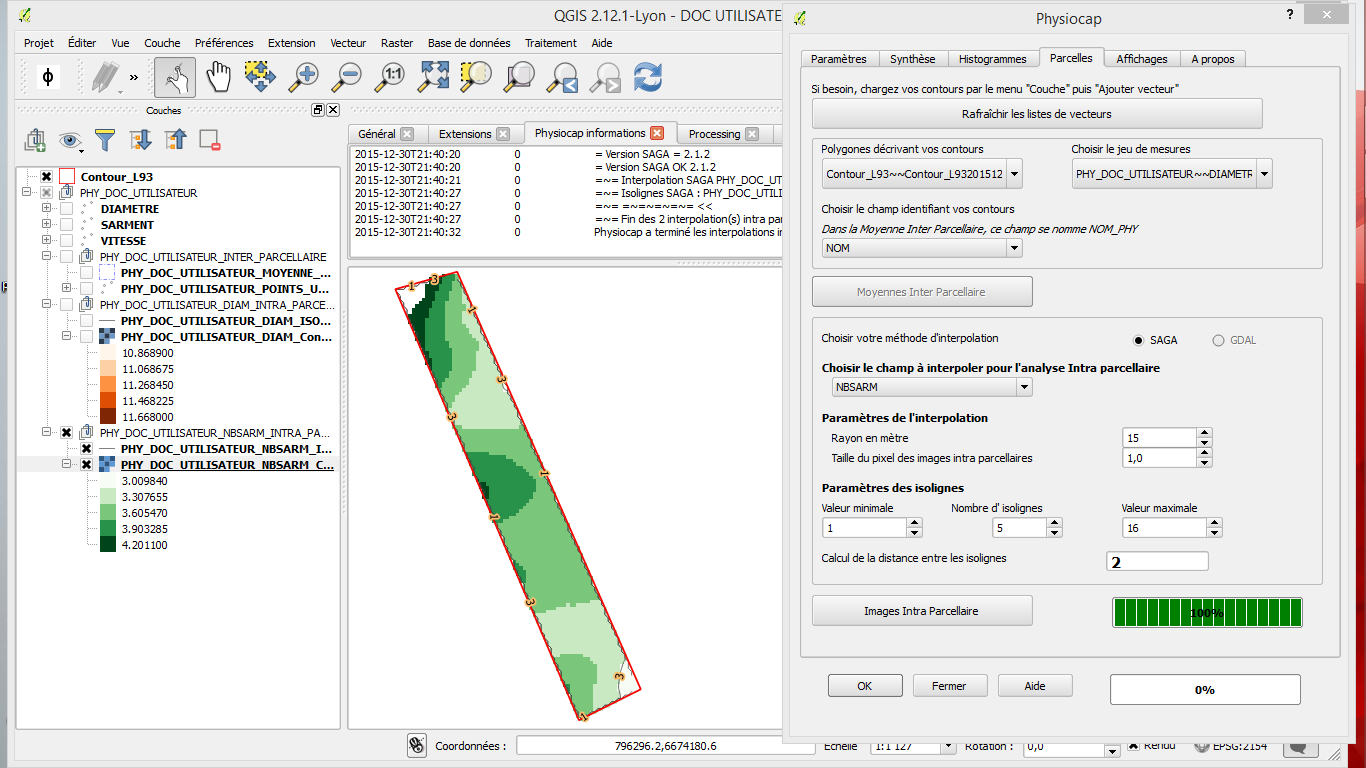 QGIS 2.12.1-Lyon - DOC UTILISATE
Projet Éditer Vue Couche Préférences Extension Vecteur Raster Base de données Traitement Aide
Couches
Contour_L93
PHY_DOC_UTILISATEUR
DIAMETRE
SARMENT
VITESSE
PHY_DOC_UTILISATEUR_INTER_PARCELLAIRE
PHY_DOC_UTILISATEUR_MOYENNE_...
PHY_DOC_UTILISATEUR_POINTS_U...
PHY_DOC_UTILISATEUR_DIAM_INTRA_PARCE...
PHY_DOC_UTILISATEUR_DIAM_ISO...
PHY_DOC_UTILISATEUR_DIAM_Con...
10.868900
11.068675
11.268450
11.468225
11.668000
PHY_DOC_UTILISATEUR_NBSARM_INTRA_PA...
PHY_DOC_UTILISATEUR_NBSARM_I...
PHY_DOC_UTILISATEUR_NBSARM_C...
3.009840
3.307655
3.605470
3.903285
4.201100
Général Extensions Physiocap informations Processing
2015-12-30T21:40:20 0 = Version SAGA = 2.1.2
2015-12-30T21:40:20 0 = Version SAGA OK 2.1.2
2015-12-30T21:40:21 0 =~= Interpolation SAGA PHY_DOC_UT
2015-12-30T21:40:27 0 =~= Isolignes SAGA : PHY_DOC_UTILI
2015-12-30T21:40:27 0 =~= =~=~=~=~= <<
2015-12-30T21:40:27 0 =~= Fin des 2 interpolation(s) intra pa
2015-12-30T21:40:32 0 Physiocap a terminé les interpolations in
1
3
1
3
3
1
1
3
3
1
Coordonnées : 796296.2,6674180.6 Echelle 1:1 127 Rotation : 0,0 Rendu EPSG:2154
Physiocap
?
Paramètres Synthèse Histogrammes Parcelles Affichages A propos
Si besoin, chargez vos contours par le menu "Couche" puis "Ajouter vecteur"
Rafraîchir les listes de vecteurs
Polygones décrivant vos contours Choisir le jeu de mesures
Contour_L93~~Contour_L93201512 PHY_DOC_UTILISATEUR~~DIAMETR
Choisir le champ identifiant vos contours
Dans la Moyenne Inter Parcellaire, ce champ se nomme NOM_PHY
NOM
Moyennes Inter Parcellaire
Choisir votre méthode d'interpolation SAGA GDAL
Choisir le champ à interpoler pour l'analyse Intra parcellaire
NBSARM
Paramètres de l'interpolation
Rayon en mètre 15
Taille du pixel des images intra parcellaires 1,0
Paramètres des isolignes
Valeur minimale Nombre d' isolignes Valeur maximale
1 5 16
Calcul de la distance entre les isolignes 2
Images Intra Parcellaire 100%
OK Fermer Aide 0%